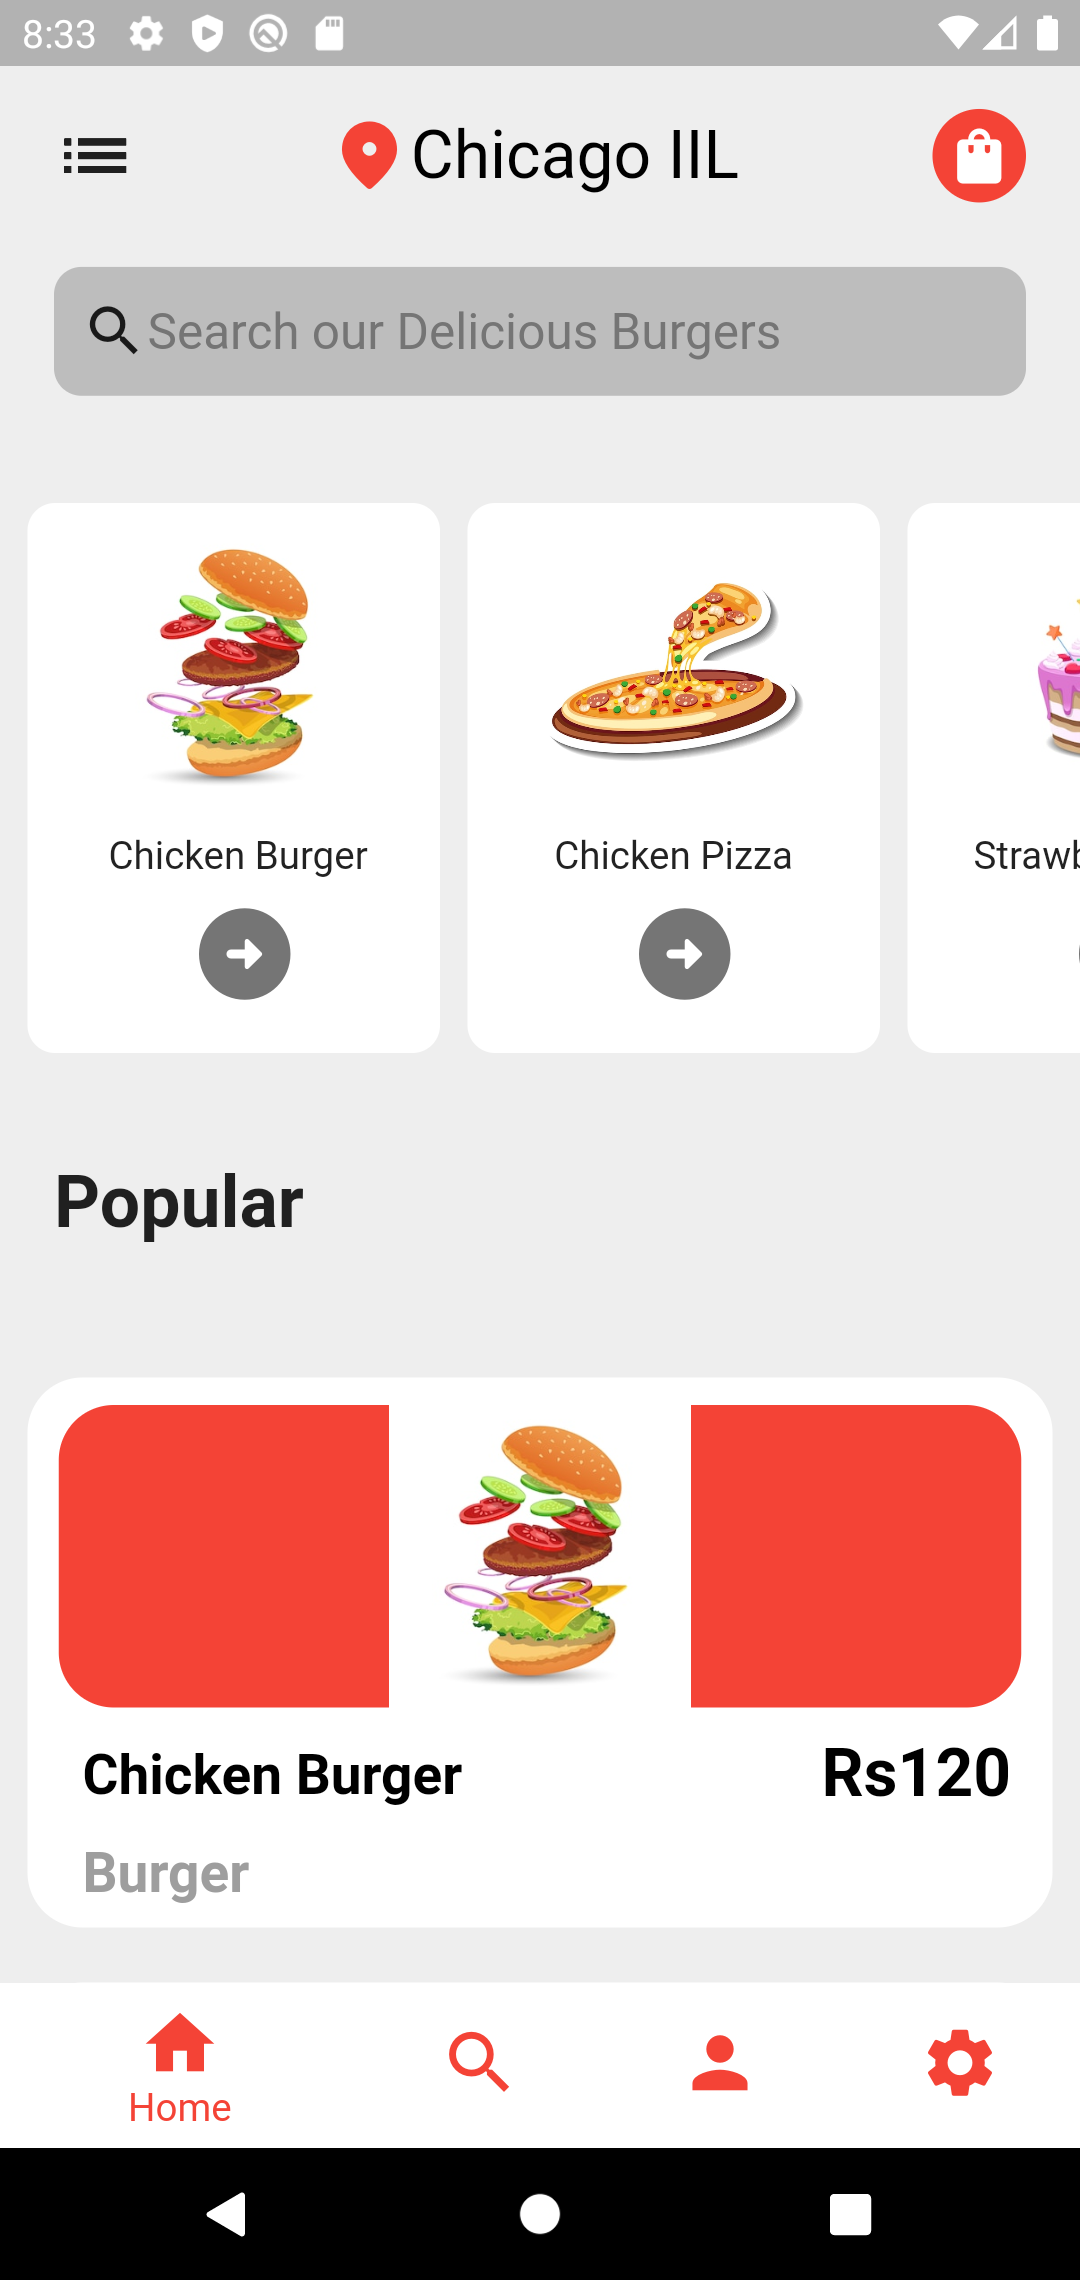 8:33
Chicago IIL
Search our Delicious Burgers
Chicken Burger
Chicken Pizza
Strawb
Popular
Chicken Burger
Rs120
Burger
Home